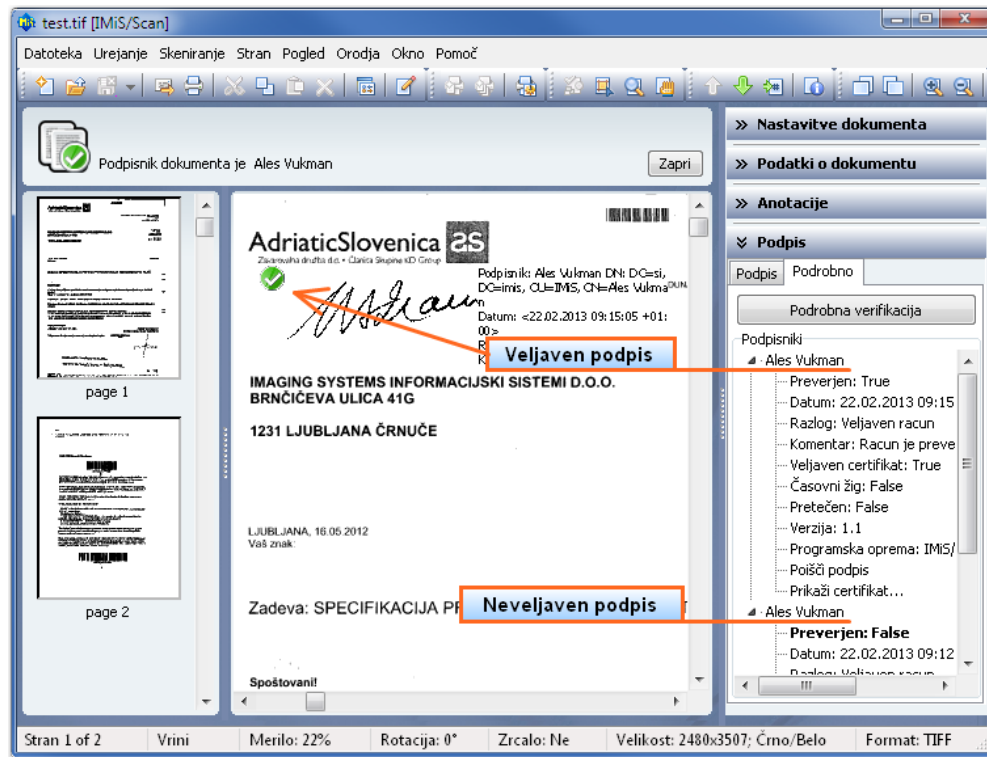 test.tif [IMiS/Scan]
Datoteka Urejanje Skeniranje Stran Pogled Orodja Okno Pomoč
Podpisnik dokumenta je Ales Vukman
Zapri
page 1
page 2
AdriaticSlovenica
Zavarovalna družba d.d. • Članica Skupine KD Group
Podpisnik: Ales Vukman DN: DC=si,
DC=imis, OU=IMiS, CN=Ales Vukma
n
Datum: <22.02.2013 09:15:05 +01:
00>
Veljaven podpis
IMAGING SYSTEMS INFORMACIJSKI SISTEMI D.O.O.
BRNČIČEVA ULICA 41G
1231 LJUBLJANA ČRNUČE
LJUBLJANA, 16.05.2012
Vaš znak:
Zadeva: SPECIFIKACIJA
Neveljaven podpis
Spoštovani!
Nastavitve dokumenta
Podatki o dokumentu
Anotacije
Podpis
Podpis Podrobno
Podrobna verifikacija
Podpisniki
Ales Vukman
Preverjen: True
Datum: 22.02.2013 09:15
Razlog: Veljaven racun
Komentar: Racun je preve
Veljaven certifikat: True
Časovni žig: False
Pretečen: False
Verzija: 1.1
Programska oprema: IMiS/
Poišči podpis
Prikaži certifikat...
Ales Vukman
Preverjen: False
Datum: 22.02.2013 09:12
Razlog: Veljaven racun
Stran 1 of 2 Vrini Merilo: 22% Rotacija: 0° Zrcalo: Ne Velikost: 2480x3507; Črno/Belo Format: TIFF